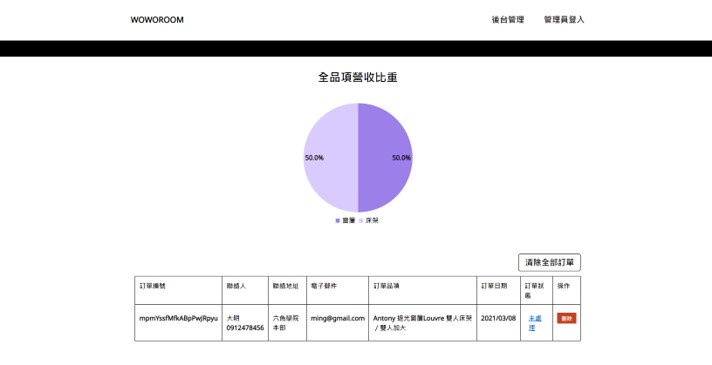 WOWOROOM
後台管理 管理員登入
全品項營收比重
50.0% 50.0%
窗簾 床架
清除全部訂單
訂單編號 聯絡人 聯絡地址 電子郵件 訂單品項 訂單日期 訂單狀
態 操作
mpmYssfMfkABpPwJRpyu 大明 六角學院 ming@gmail.com Antony 遮光窗簾Louvre 雙人床架 2021/03/08 未處 刪除
0912478456 本部 / 雙人加大 理